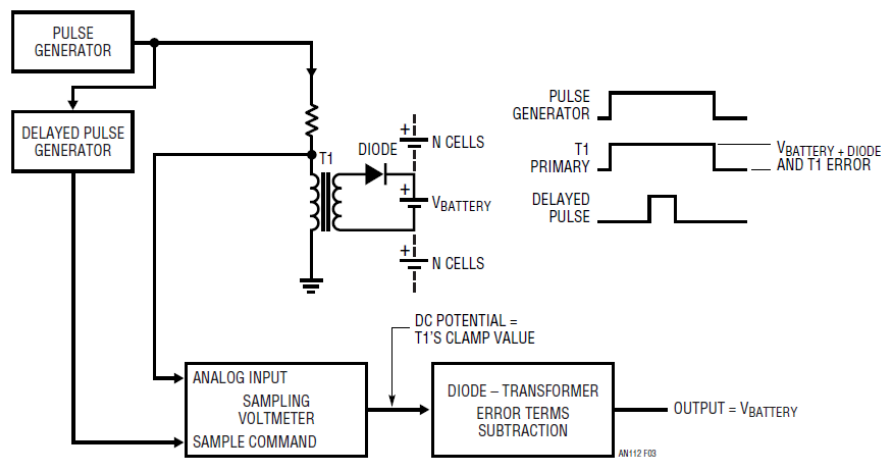 PULSE
GENERATOR
DELAYED PULSE
GENERATOR
T1
DIODE
+
N CELLS
+
VBATTERY
+
N CELLS
PULSE
GENERATOR
T1
PRIMARY
VBATTERY + DIODE
AND T1 ERROR
DELAYED
PULSE
DC POTENTIAL =
T1'S CLAMP VALUE
ANALOG INPUT
SAMPLING
VOLTMETER
SAMPLE COMMAND
DIODE – TRANSFORMER
ERROR TERMS
SUBTRACTION
OUTPUT = VBATTERY
AN112 F03